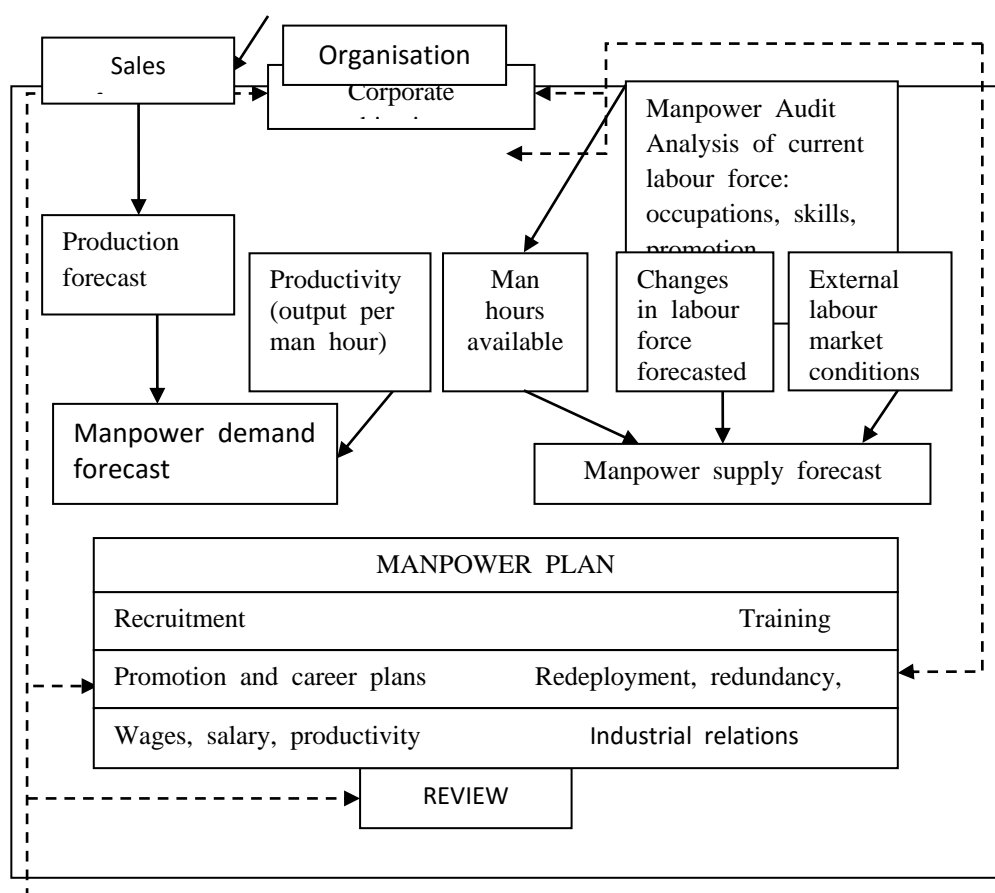 Sales
Organisation
Corporate
Manpower Audit
Analysis of current
labour force:
occupations, skills,
promotion
Production
forecast
Productivity
(output per
man hour)
Man
hours
available
Changes
in labour
force
forecasted
External
labour
market
conditions
Manpower demand
forecast
Manpower supply forecast
MANPOWER PLAN
Recruitment
Training
Promotion and career plans
Redeployment, redundancy,
Wages, salary, productivity
Industrial relations
REVIEW